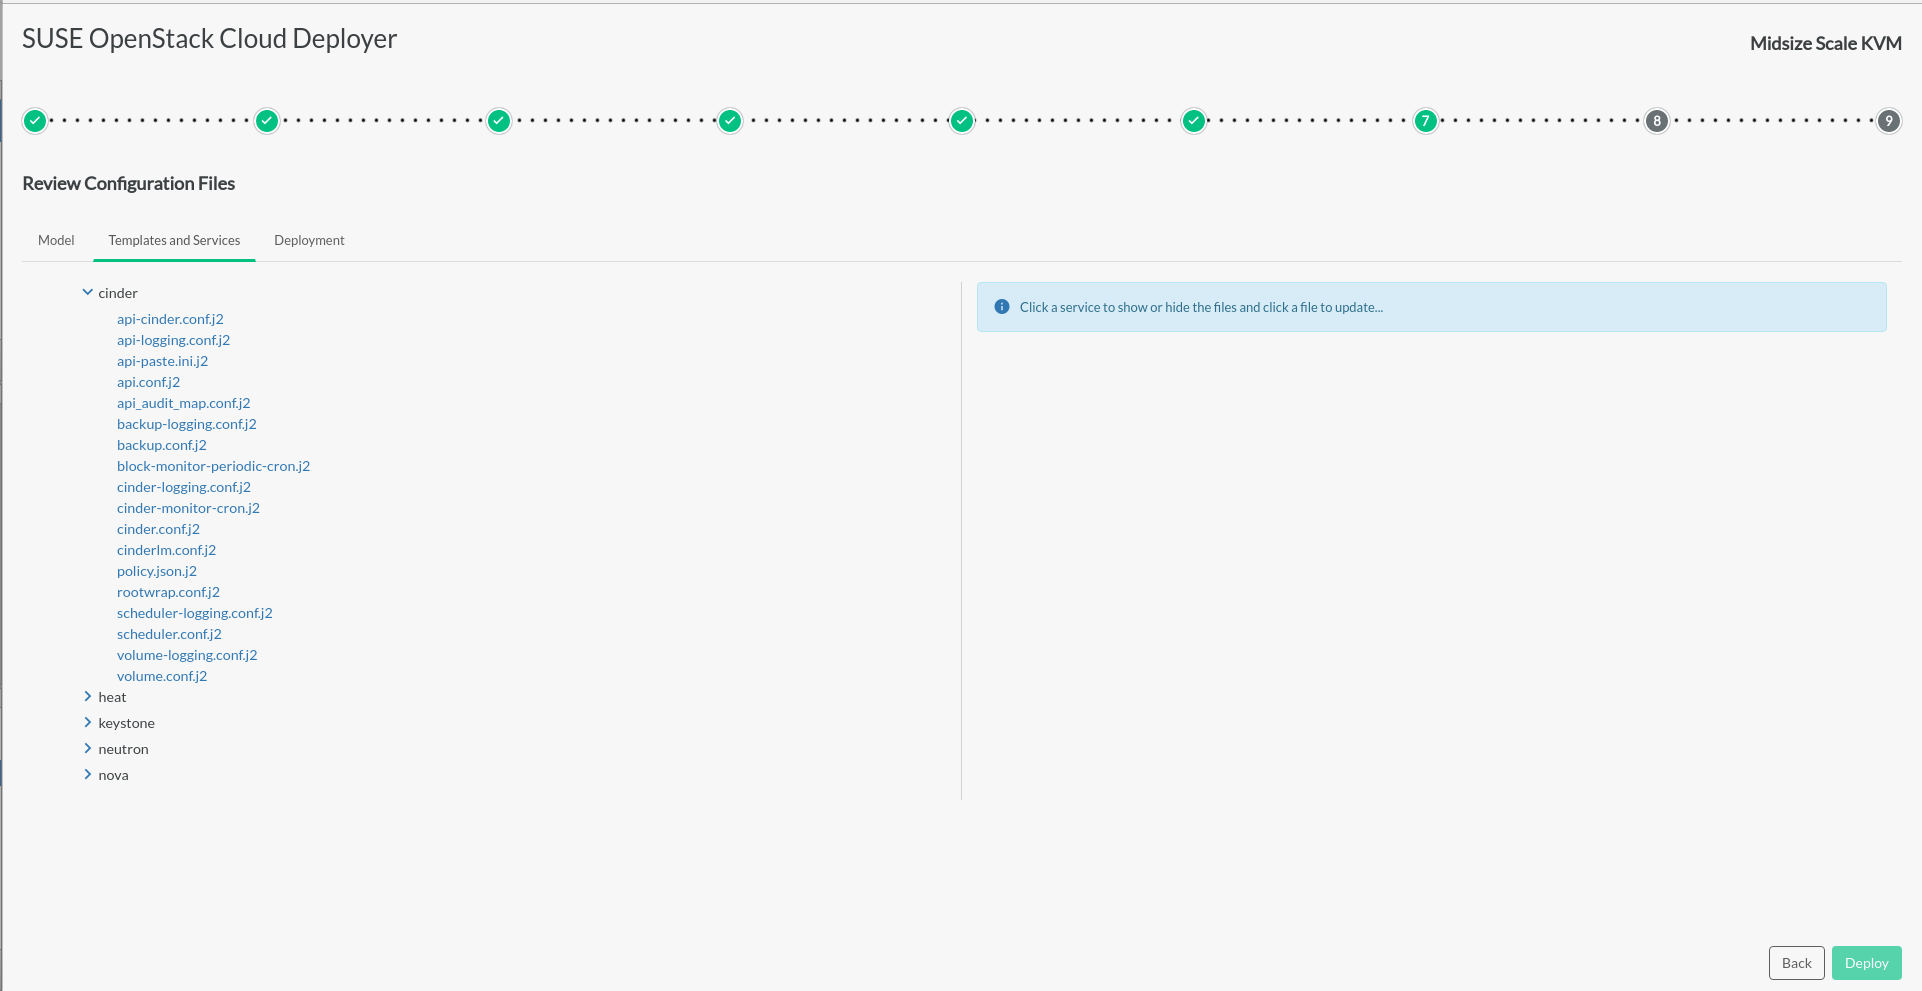 SUSE OpenStack Cloud Deployer
Midsize Scale KVM
7 8 9
Review Configuration Files
Model Templates and Services Deployment
cinder
api-cinder.conf.j2
api-logging.conf.j2
api-paste.ini.j2
api.conf.j2
api_audit_map.conf.j2
backup-logging.conf.j2
backup.conf.j2
block-monitor-periodic-cron.j2
cinder-logging.conf.j2
cinder-monitor-cron.j2
cinder.conf.j2
cinderlm.conf.j2
policy.json.j2
rootwrap.conf.j2
scheduler-logging.conf.j2
scheduler.conf.j2
volume-logging.conf.j2
volume.conf.j2
heat
keystone
neutron
nova
Click a service to show or hide the files and click a file to update...
Back Deploy